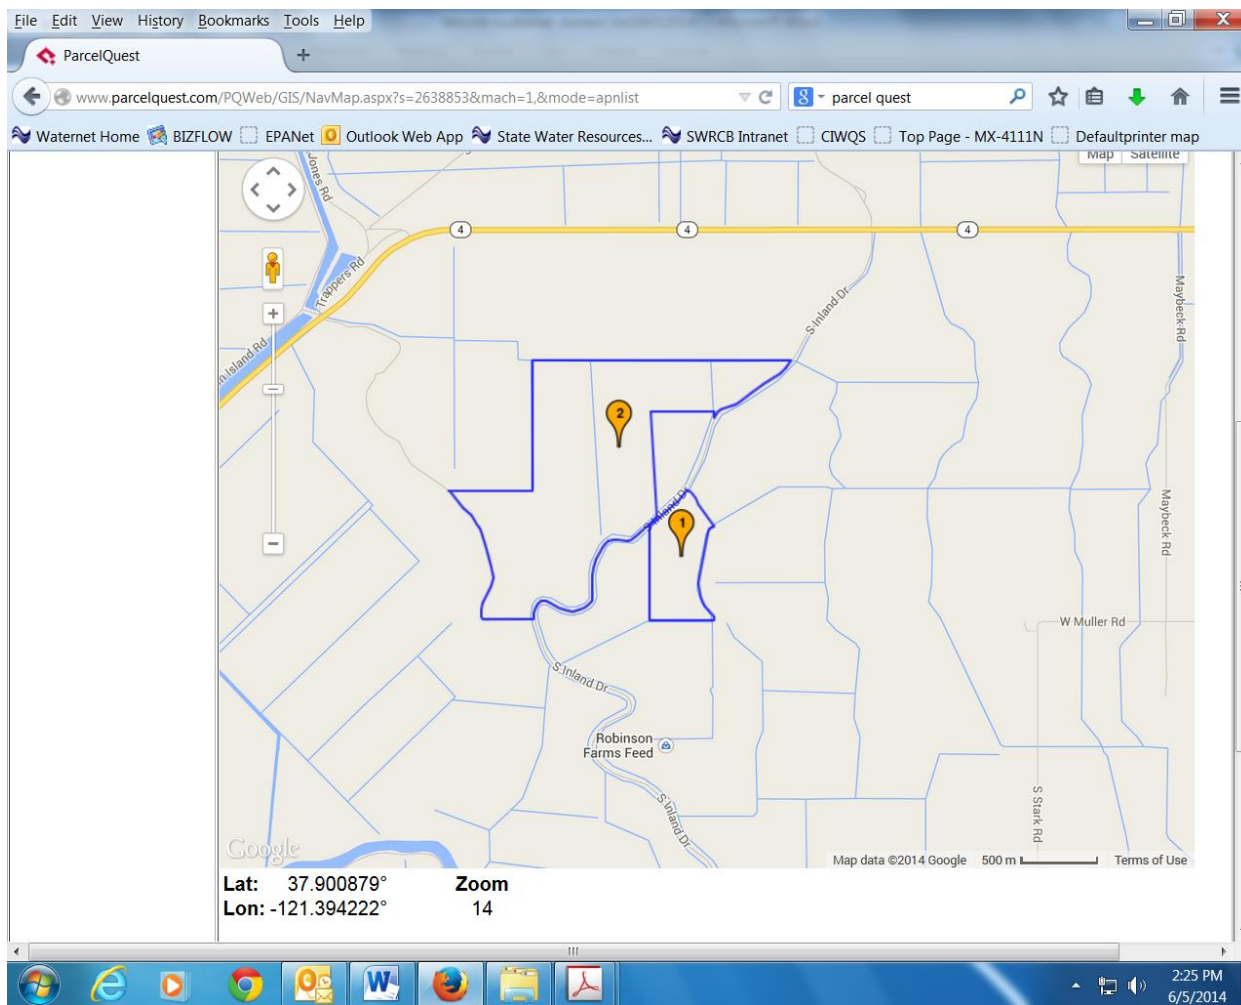 File Edit View History Bookmarks Tools Help
ParcelQuest
www.parcelquest.com/PQWeb/GIS/NavMap.aspx?s=2638853&mach=1,&mode=apnlist
parcel quest
Waternet Home BIZFLOW EPANet Outlook Web App State Water Resources... SWRCB Intranet CIWQS Top Page - MX-4111N Defaultprinter map
Map Satellite
Jones Rd
4 4 4
Trappers Rd
S Inland Dr
Maybeck Rd
Island Rd
2
S Inland Dr
1
Maybeck Rd
W Muller Rd
S Inland Dr
Robinson
Farms Feed
S Inland Dr
S Stark Rd
Google
Map data ©2014 Google 500 m Terms of Use
Lat: 37.900879° Zoom
Lon: -121.394222° 14
2:25 PM
6/5/2014